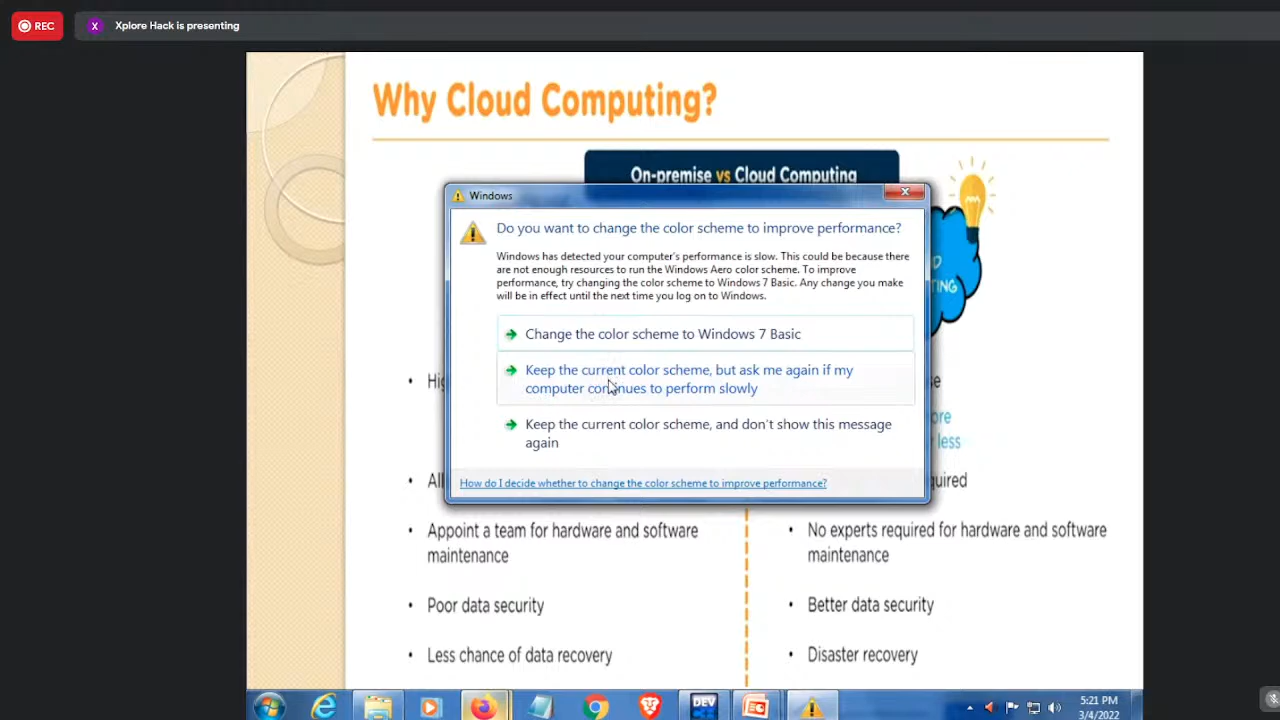 REC
X
Xplore Hack is presenting
Why Cloud Computing?
On-premise vs Cloud Computing
Windows
Do you want to change the color scheme to improve performance?
Windows has detected your computer's performance is slow. This could be because there
are not enough resources to run the Windows Aero color scheme. To improve
performance, try changing the color scheme to Windows 7 Basic. Any change you make
will be in effect until the next time you log on to Windows.
Change the color scheme to Windows 7 Basic
Keep the current color scheme, but ask me again if my
computer continues to perform slowly
Keep the current color scheme, and don't show this message
again
How do I decide whether to change the color scheme to improve performance?
less
• Appoint a team for hardware and software
maintenance
• Poor data security
• Less chance of data recovery
• No experts required for hardware and software
maintenance
• Better data security
• Disaster recovery
DEV
5:21 PM
3/4/2022